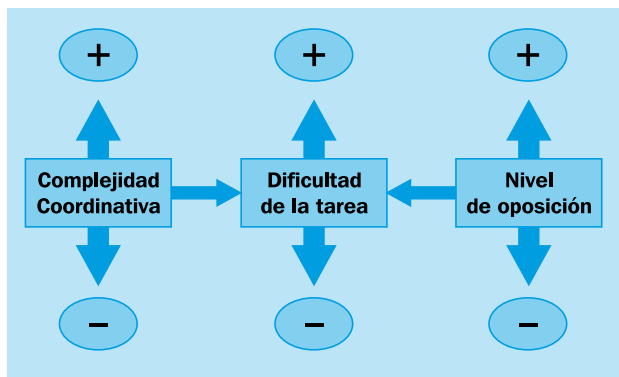 + + +
Complejidad
Coordinativa
Dificultad
de la tarea
Nivel
de oposición
– – –